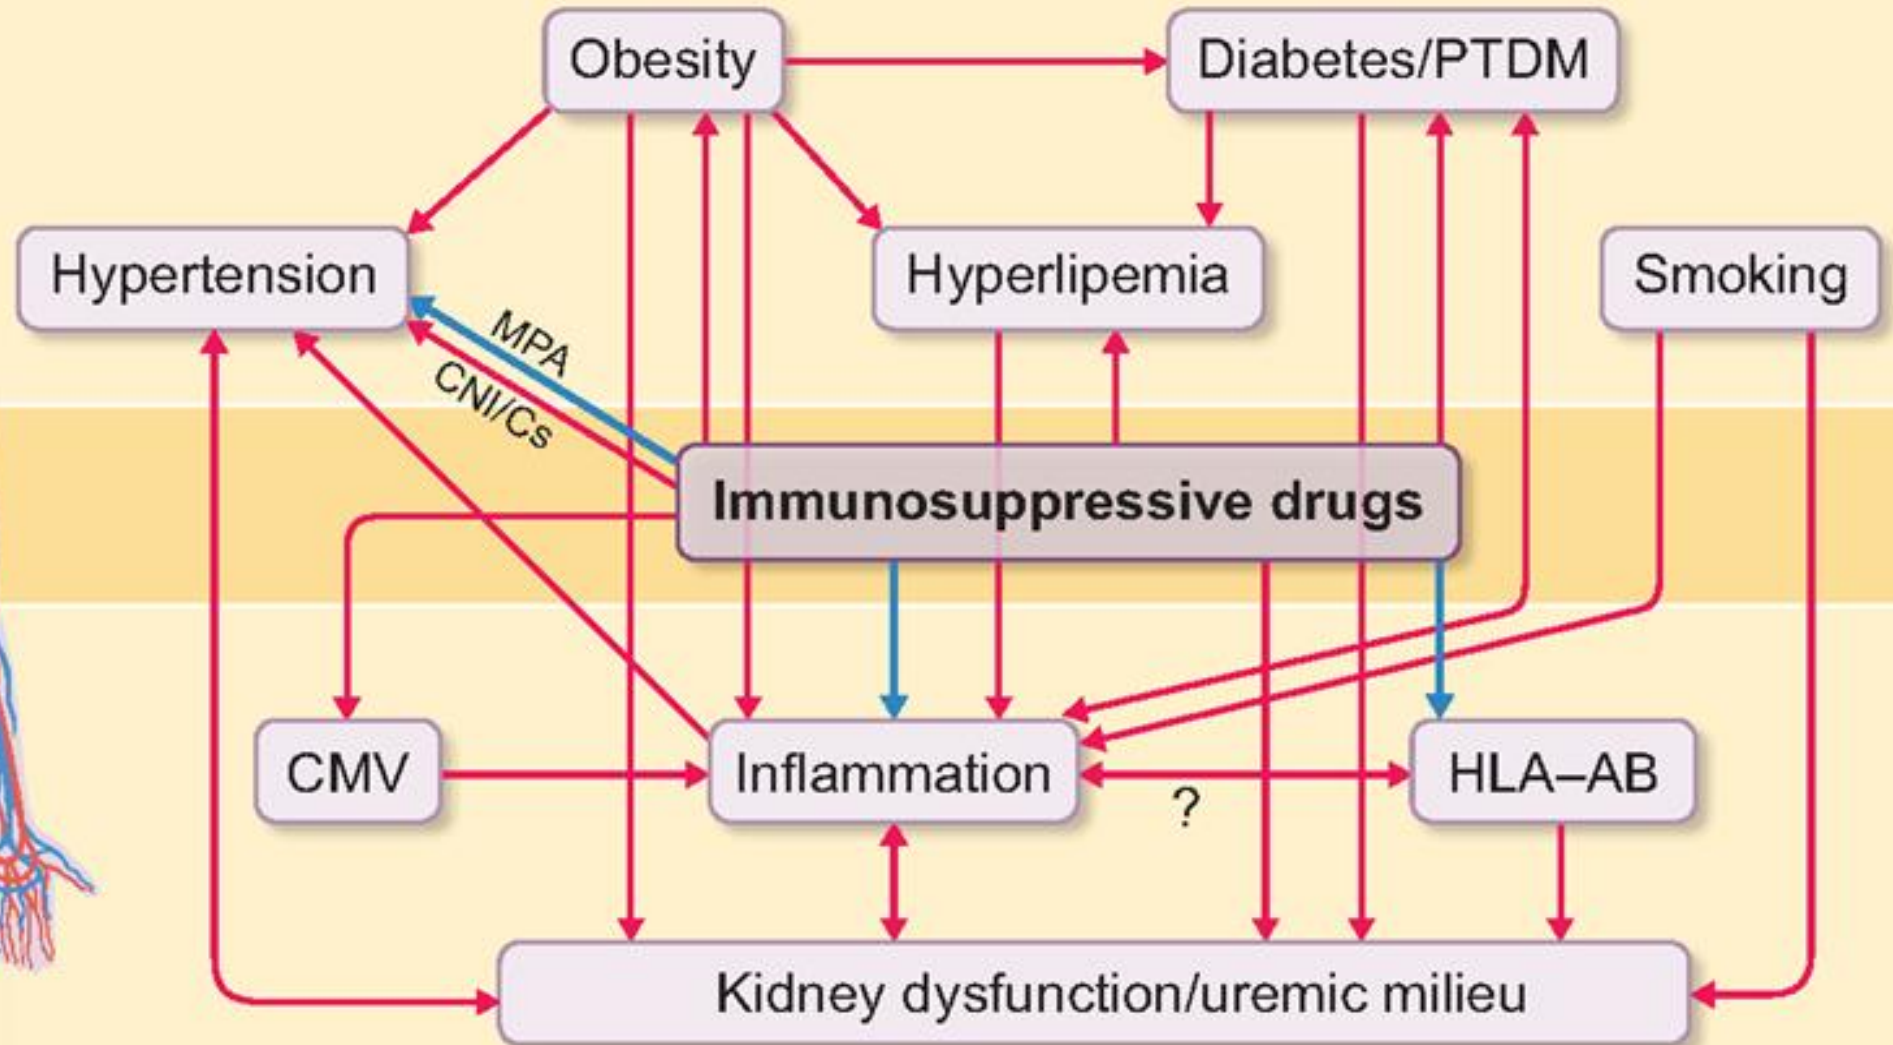 Obesity
Diabetes/PTDM
Hypertension
Hyperlipemia
Smoking
MPA
CNI/Cs
Immunosuppressive drugs
CMV
Inflammation
?
HLA–AB
Kidney dysfunction/uremic milieu